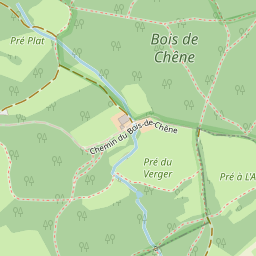 Pré Plat
Bois de
Chêne
Chemin du Bois de Chêne
Pré du
Verger
Pré à L'A